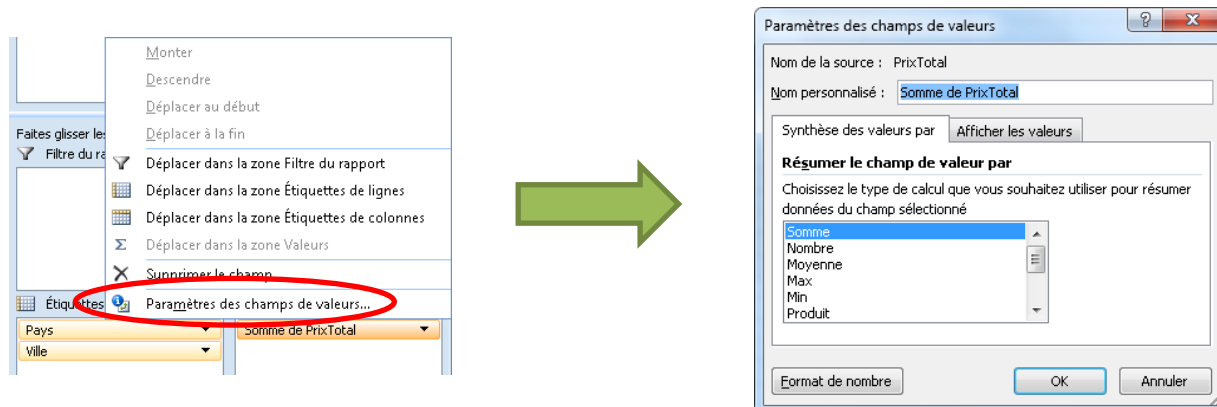 Monter
Descendre
Déplacer au début
Déplacer à la fin
Faites glisser les
Filtre du ra
Déplacer dans la zone Filtre du rapport
Déplacer dans la zone Étiquettes de lignes
Déplacer dans la zone Étiquettes de colonnes
Σ Déplacer dans la zone Valeurs
Supprimer le champ
Étiquettes
Paramètres des champs de valeurs...
Pays
Somme de PrixTotal
Ville
Paramètres des champs de valeurs
Nom de la source : PrixTotal
Nom personnalisé : Somme de PrixTotal
Synthèse des valeurs par Afficher les valeurs
Résumer le champ de valeur par
Choisissez le type de calcul que vous souhaitez utiliser pour résumer
données du champ sélectionné
Somme
Nombre
Moyenne
Max
Min
Produit
Format de nombre OK Annuler